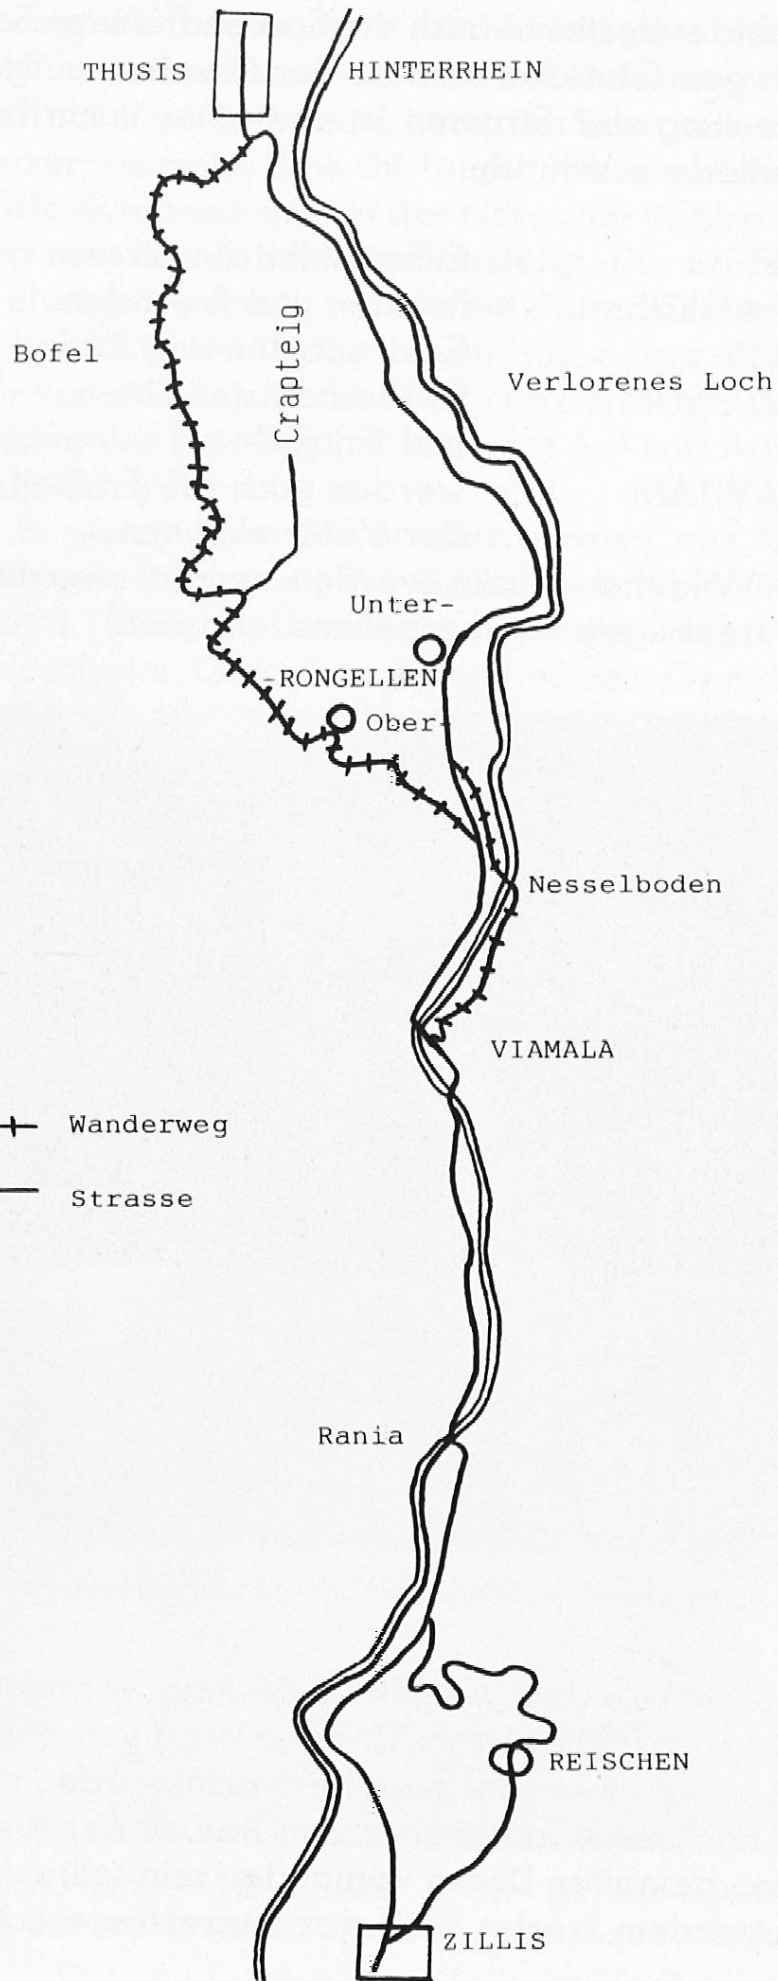 THUSIS
HINTERRHEIN
Bofel
Crapteig
Verlorenes Loch
Unter-
-RONGELLEN
Ober-
Nesselboden
VIAMALA
Wanderweg
Strasse
Rania
REISCHEN
ZILLIS